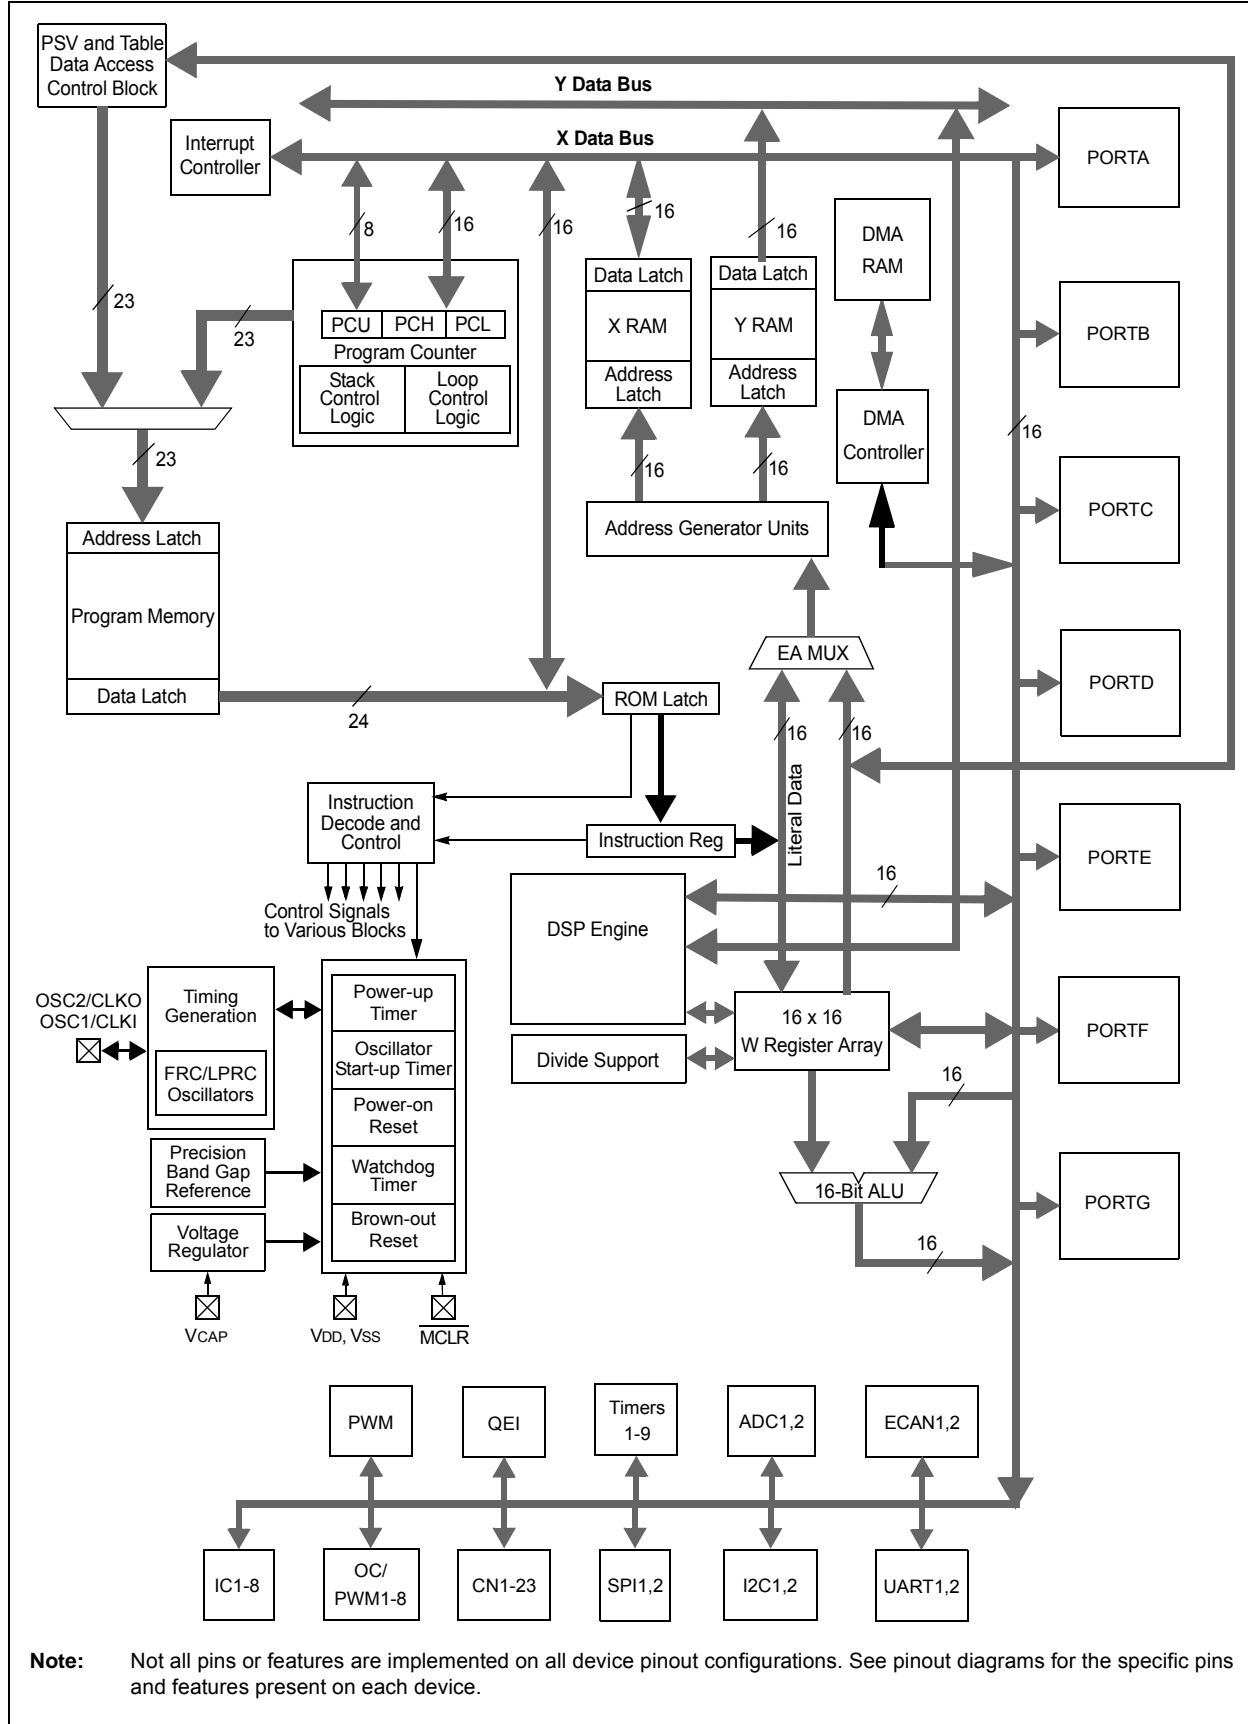 PSV and Table
Data Access
Control Block
Y Data Bus
X Data Bus
Interrupt
Controller
PORTA
8
16
16
16
16
DMA
RAM
23
23
Data Latch
X RAM
Address
Latch
Data Latch
Y RAM
Address
Latch
PCU
PCH
PCL
Program Counter
Stack
Control
Logic
Loop
Control
Logic
PORTB
DMA
Controller
16
23
16
16
PORTC
Address Generator Units
Address Latch
Program Memory
Data Latch
EA MUX
PORTD
24
ROM Latch
16
16
Literal Data
Instruction
Decode and
Control
Instruction Reg
PORTE
16
Control Signals
to Various Blocks
DSP Engine
Timing
Generation
OSC2/CLKO
OSC1/CLKI
FRC/LPRC
Oscillators
Power-up
Timer
Oscillator
Start-up Timer
Power-on
Reset
Watchdog
Timer
Brown-out
Reset
Divide Support
16 x 16
W Register Array
PORTF
16
Precision
Band Gap
Reference
16-Bit ALU
PORTG
Voltage
Regulator
16
VCAP
VDD, VSS
MCLR
PWM
QEI
Timers
1-9
ADC1,2
ECAN1,2
IC1-8
OC/
PWM1-8
CN1-23
SPI1,2
I2C1,2
UART1,2
Note: Not all pins or features are implemented on all device pinout configurations. See pinout diagrams for the specific pins
and features present on each device.